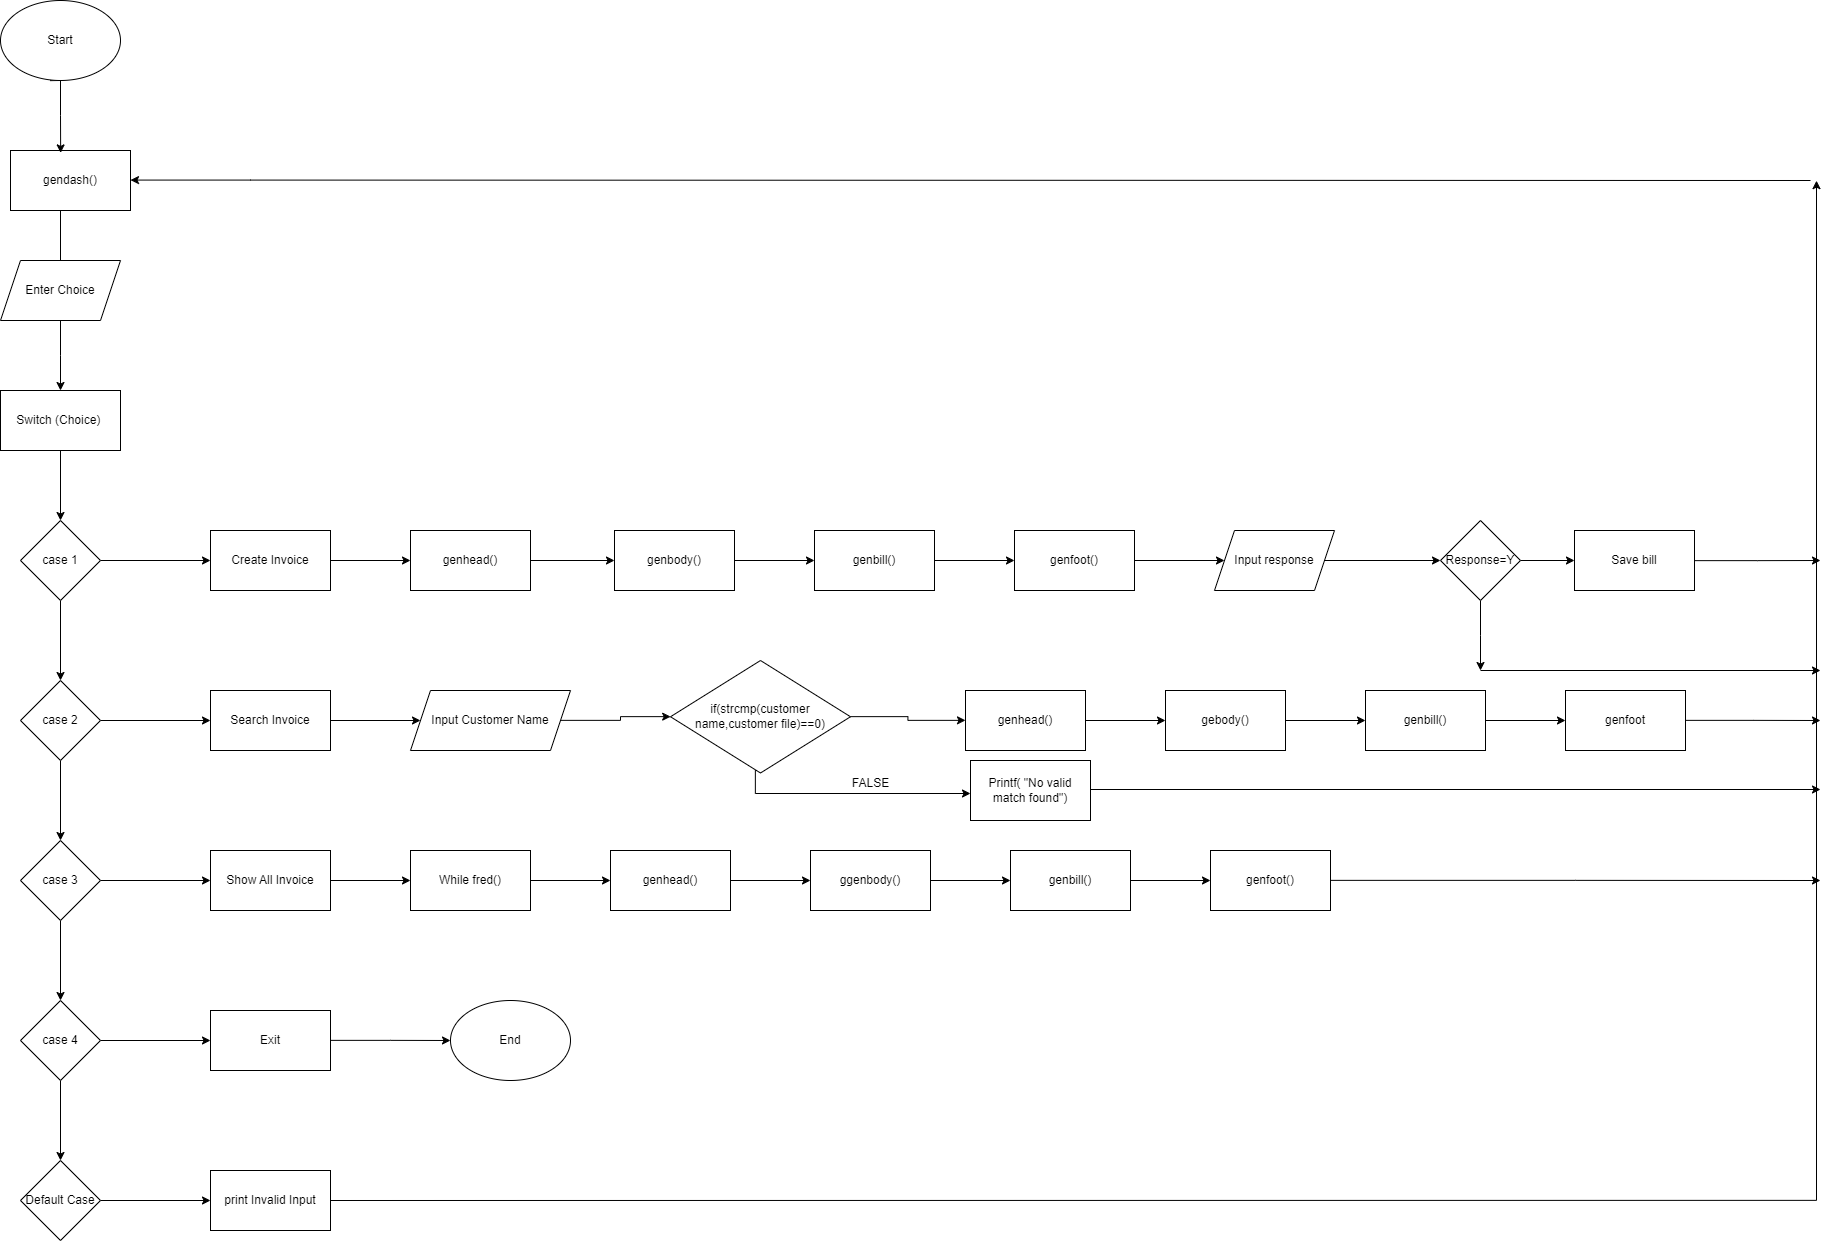 Start
gendash()
Enter Choice
Switch (Choice)
case 1
Create Invoice
genhead()
genbody()
genbill()
genfoot()
Input response
Response=Y
Save bill
case 2
Search Invoice
Input Customer Name
if(strcmp(customer
name,customer file)==0)
genhead()
gebody()
genbill()
genfoot
FALSE
Printf( "No valid
match found")
case 3
Show All Invoice
While fred()
genhead()
ggenbody()
genbill()
genfoot()
case 4
Exit
End
Default Case
print Invalid Input